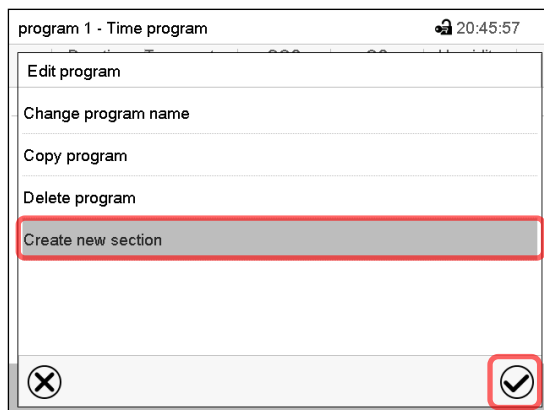 program 1 - Time program 20:45:57
Edit program
Change program name
Copy program
Delete program
Create new section